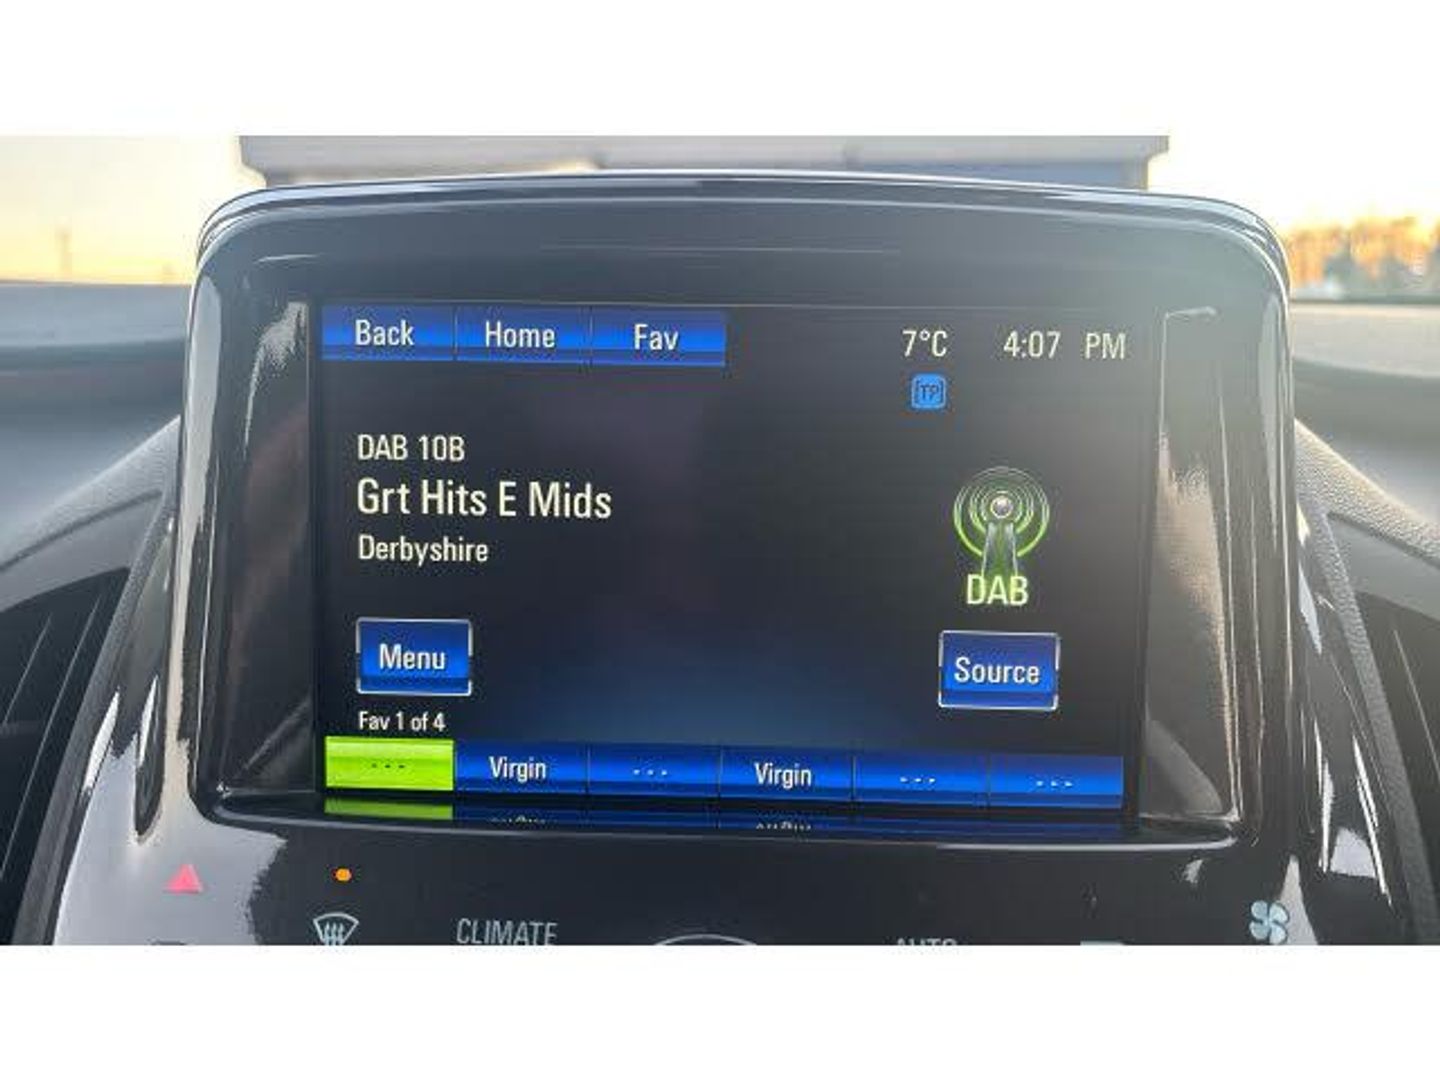 Back Home Fav 7°C 4:07 PM
TP
DAB 10B
Grt Hits E Mids
Derbyshire
DAB
Menu
Source
Fav 1 of 4
... Virgin ... Virgin ... ...
CLIMATE
AUTO